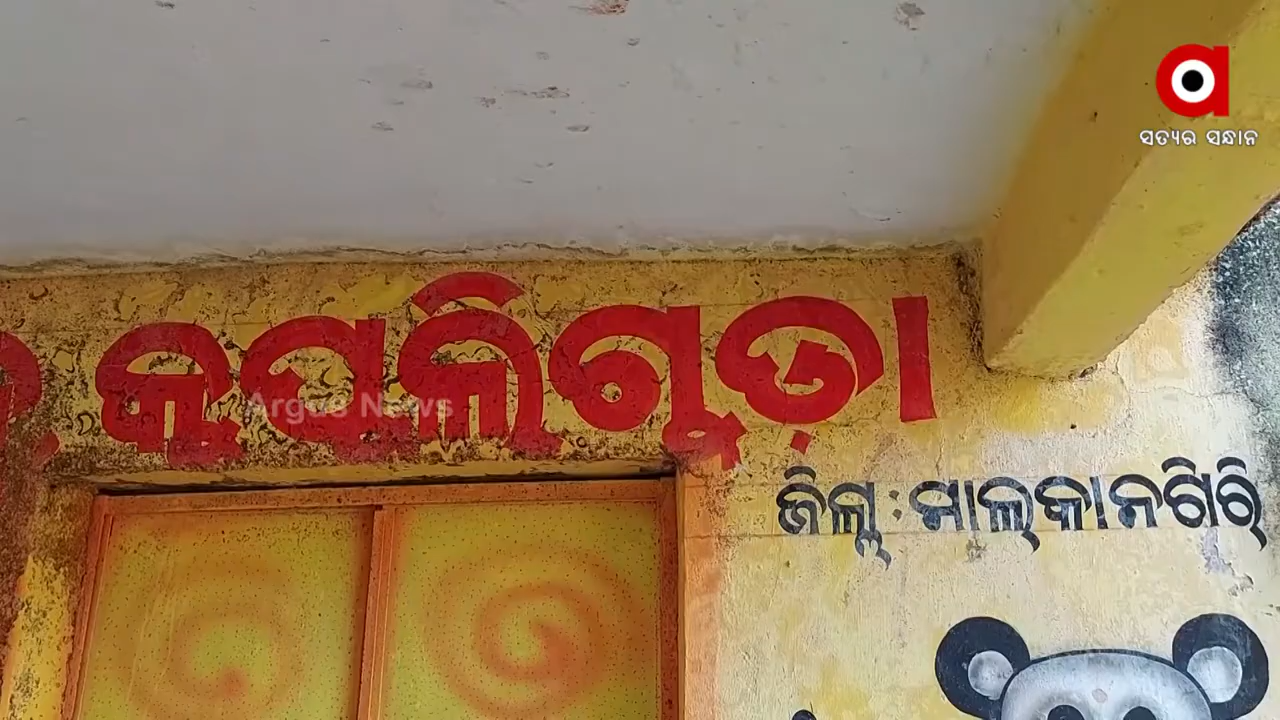 ସତ୍ୟର ସନ୍ଧାନ
କୂପଲିଗୁଡ଼ା
Argus News
ଜିଲ୍ଲା : ମାଲକାନଗିରି